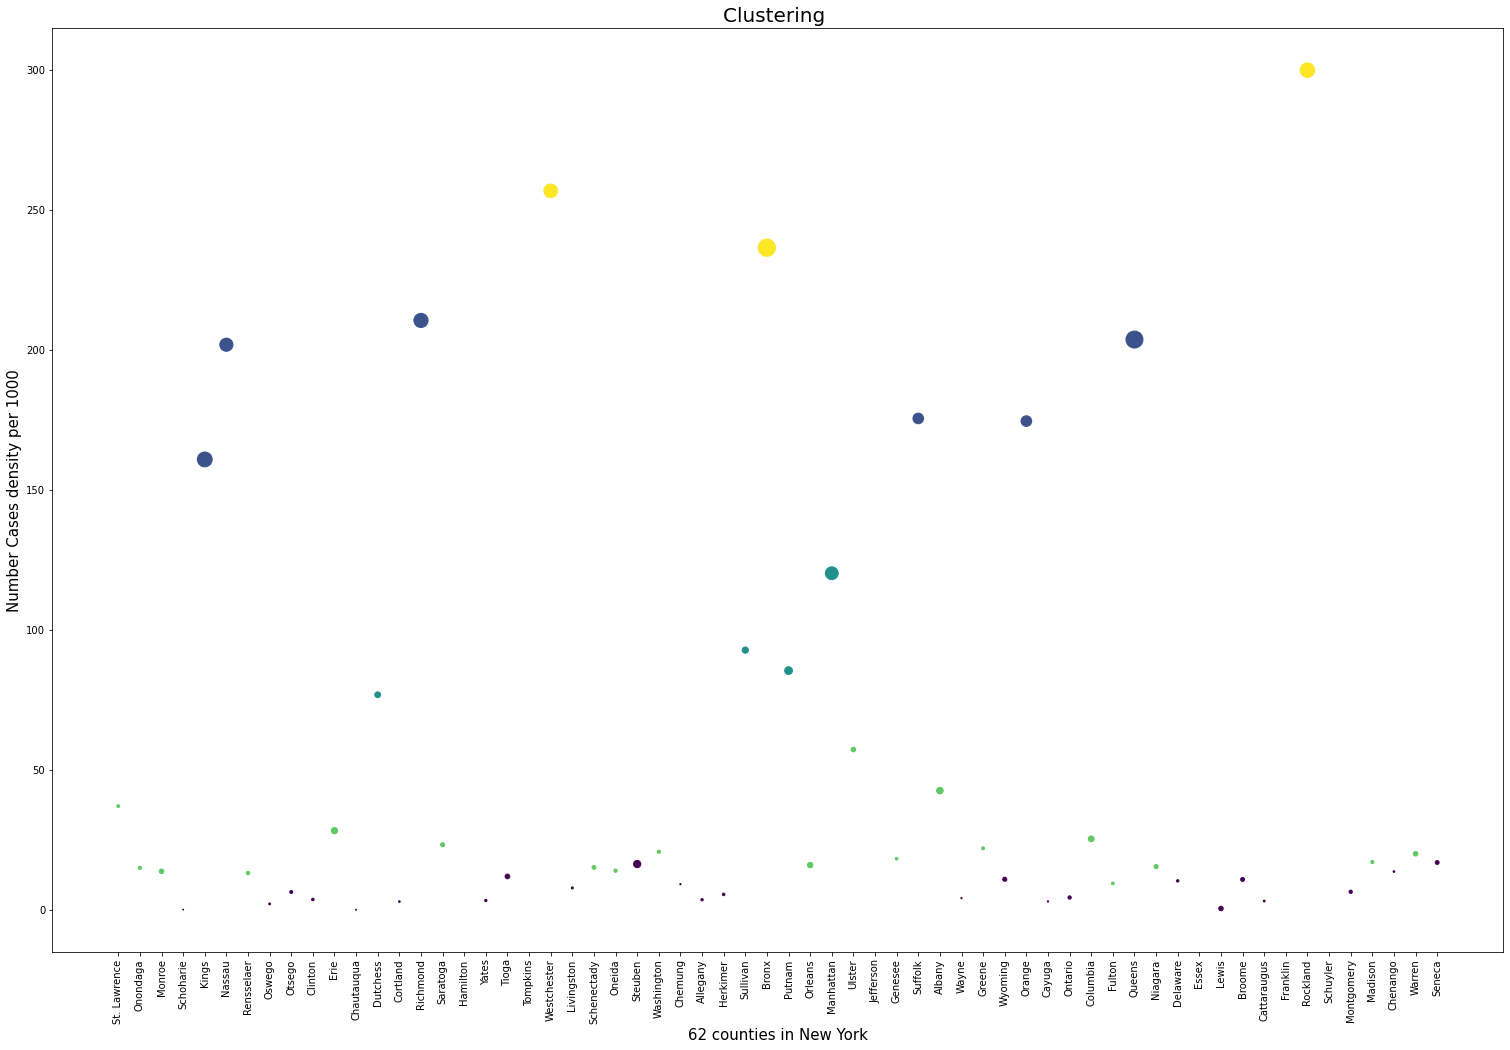 Clustering
Number Cases density per 1000
300
250
200
150
100
50
0
St. Lawrence
Onondaga
Monroe
Schoharie
Kings
Nassau
Rensselaer
Oswego
Otsego
Clinton
Erie
Chautauqua
Dutchess
Cortland
Richmond
Saratoga
Hamilton
Yates
Tioga
Tompkins
Westchester
Livingston
Schenectady
Oneida
Steuben
Washington
Chemung
Allegany
Herkimer
Sullivan
Bronx
Putnam
Orleans
Manhattan
Ulster
Jefferson
Genesee
Suffolk
Albany
Wayne
Greene
Wyoming
Orange
Cayuga
Ontario
Columbia
Fulton
Queens
Niagara
Delaware
Essex
Lewis
Broome
Cattaraugus
Franklin
Rockland
Schuyler
Montgomery
Madison
Chenango
Warren
Seneca
62 counties in New York